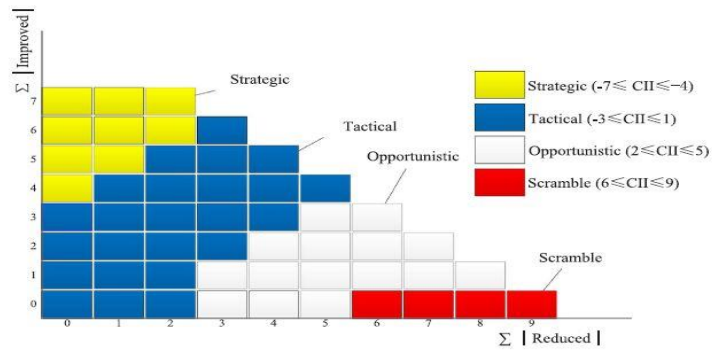 Σ | Improved |
7
6
5
4
3
2
1
0
0 1 2 3 4 5 6 7 8 9
Σ | Reduced |
Strategic
Tactical
Opportunistic
Scramble
Strategic (-7≤ CII≤-4)
Tactical (-3≤CII≤1)
Opportunistic (2≤CII≤5)
Scramble (6≤CII≤9)